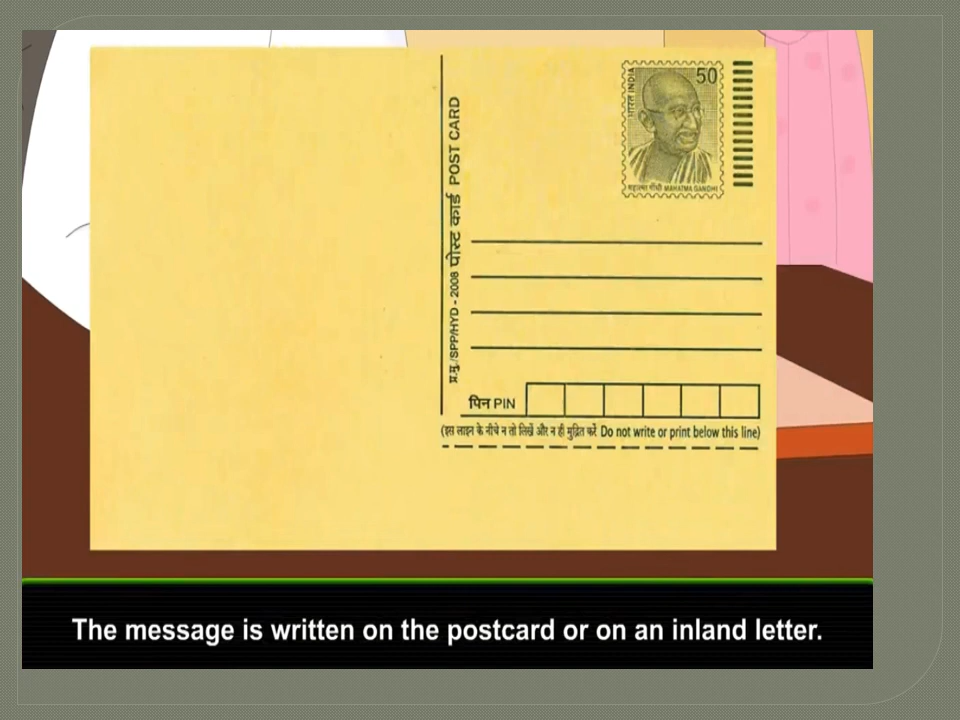 50
भारत INDIA
महात्मा गाँधी MAHATMA GANDHI
प्र.मु./SPP/HYD - 2008 पोस्ट कार्ड POST CARD
पिन PIN
(इस लाइन के नीचे न तो लिखें और न ही मुद्रित करें Do not write or print below this line)
The message is written on the postcard or on an inland letter.